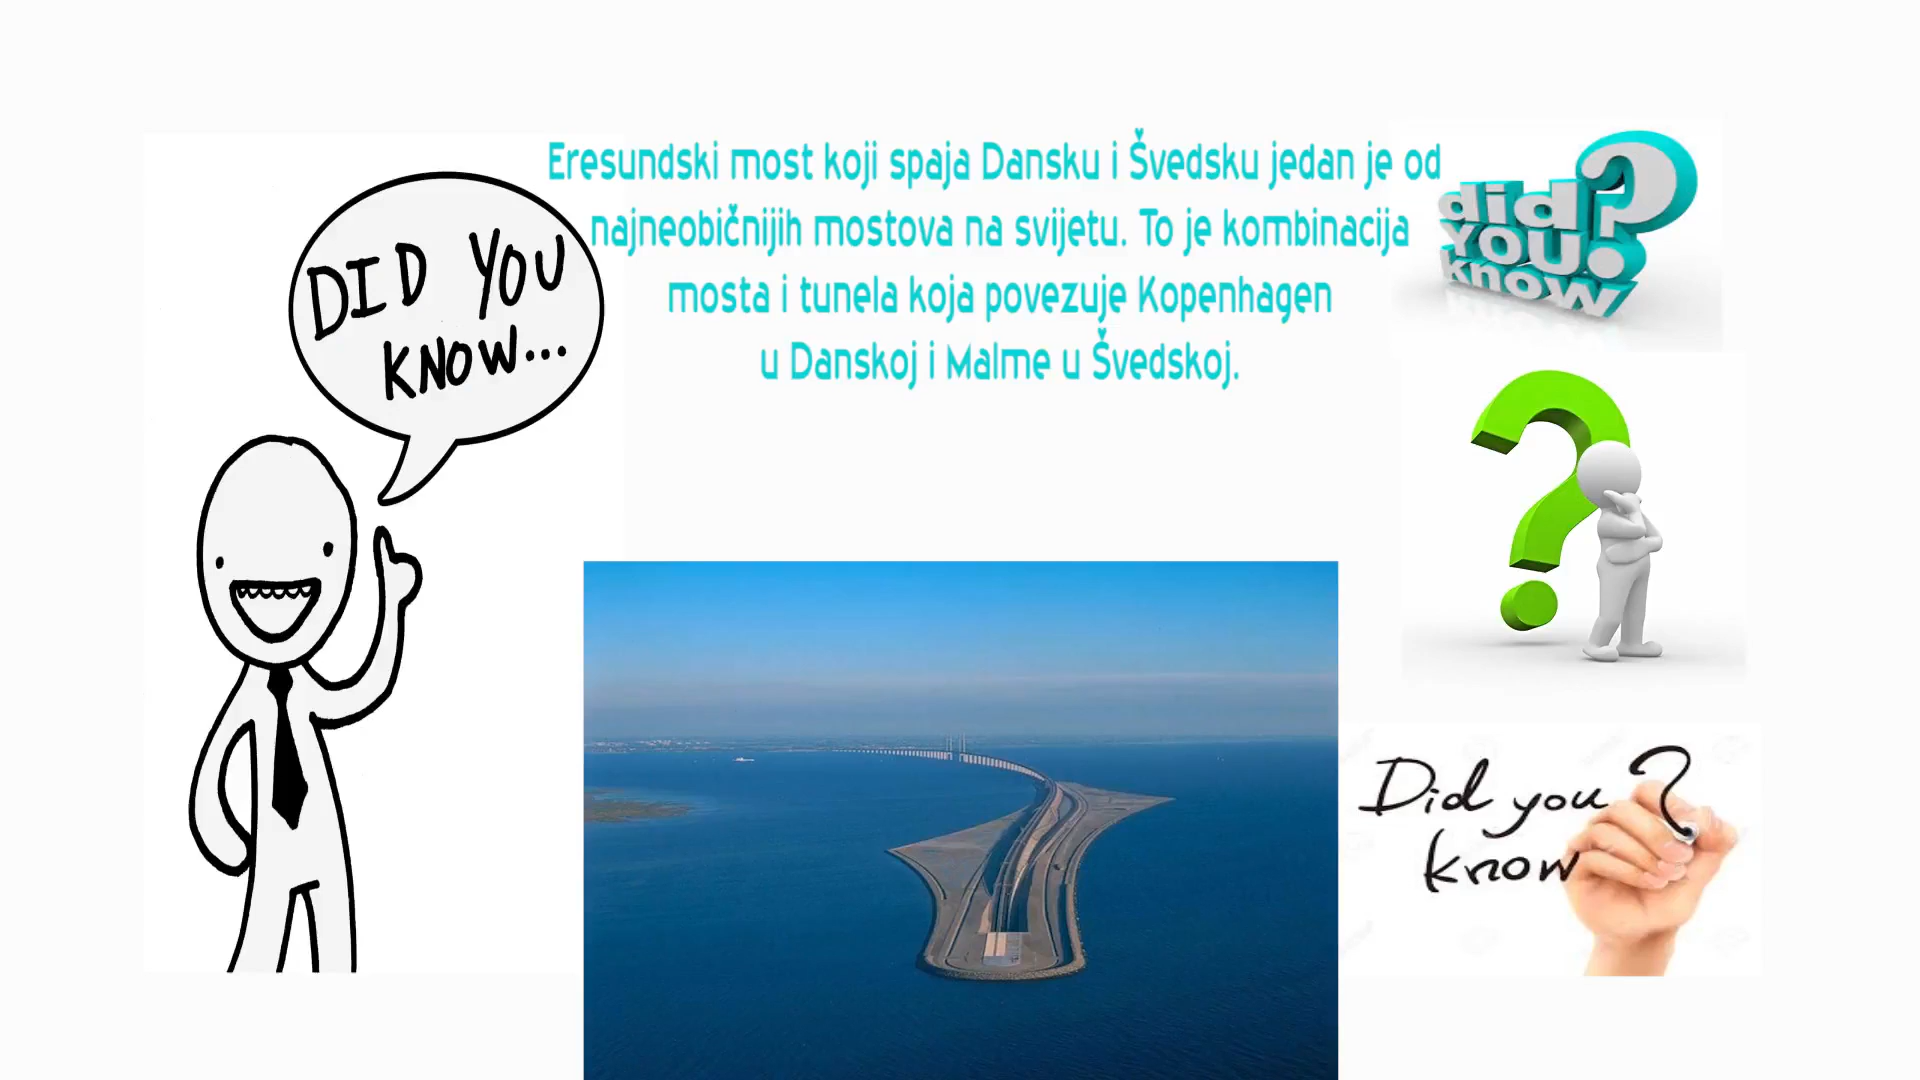 Eresundski most koji spaja Dansku i Švedsku jedan je od
najneobičnijih mostova na svijetu. To je kombinacija
mosta i tunela koja povezuje Kopenhagen
u Danskoj i Malme u Švedskoj.
DID YOU
KNOW...
did
YOU
know?
Did you
know?